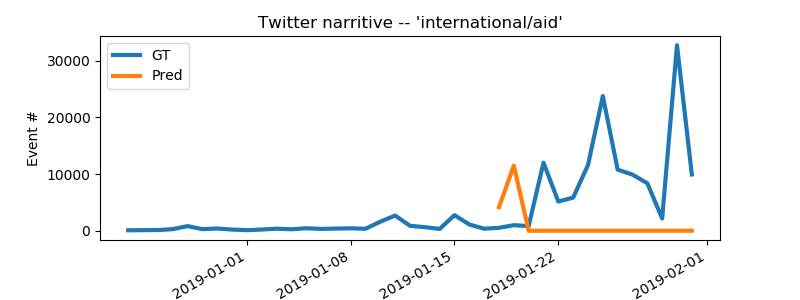 Twitter narritive -- 'international/aid'
GT
Pred
Event #
30000
20000
10000
0
2019-01-01
2019-01-08
2019-01-15
2019-01-22
2019-02-01